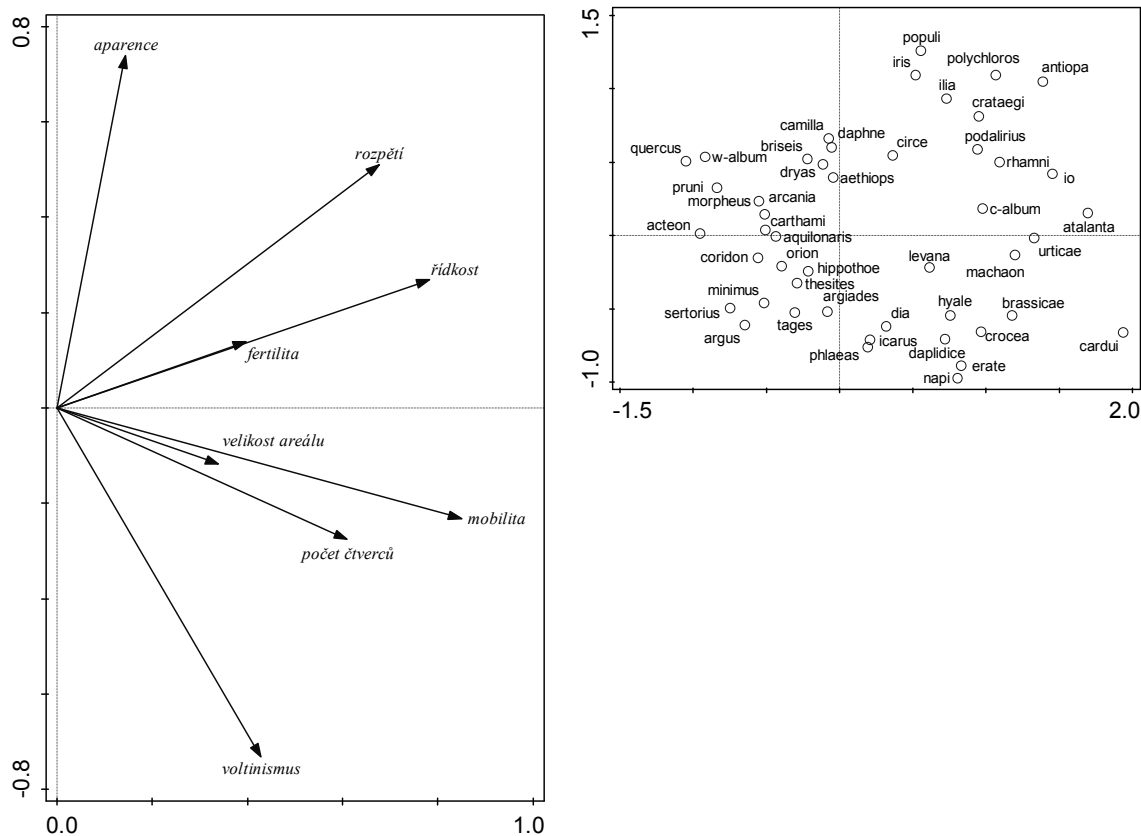 0.8
aparence
rozpětí
řídkost
fertilita
velikost areálu
mobilita
počet čtverců
voltinismus
-0.8
0.0
1.0
1.5
populi
iris
polychloros
antiopa
ilia
crataegi
camilla
daphne
circe
podalirius
quercus
w-album
briseis
rhamni
dryas
aethiops
io
pruni
morpheus
arcania
c-album
acteon
carthami
atalanta
aquilonaris
urticae
coridon
orion
levana
hippothoe
machaon
thesites
minimus
argiades
sertorius
hyale
brassicae
dia
argus
tages
icarus
crocea
phlaeas
daplidice
cardui
erate
napi
-1.0
-1.5
2.0